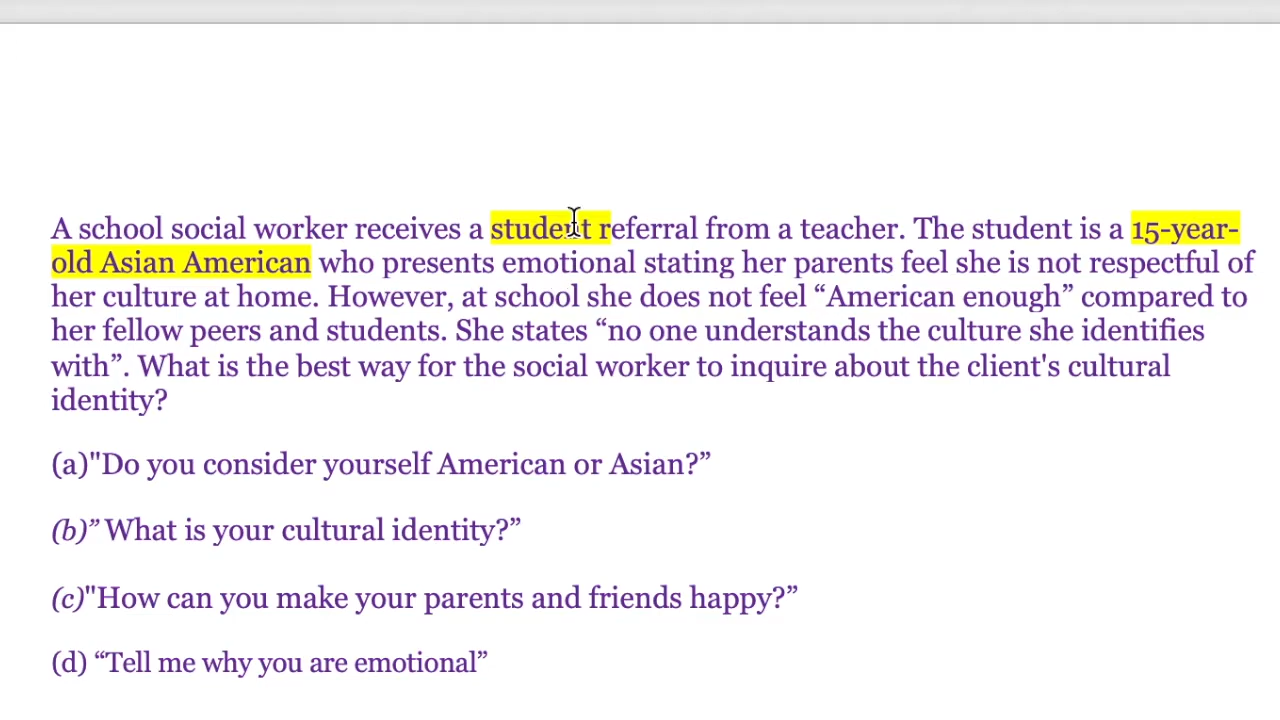 A school social worker receives a student referral from a teacher. The student is a 15-year-
old Asian American who presents emotional stating her parents feel she is not respectful of
her culture at home. However, at school she does not feel “American enough” compared to
her fellow peers and students. She states “no one understands the culture she identifies
with”. What is the best way for the social worker to inquire about the client's cultural
identity?
(a)"Do you consider yourself American or Asian?”
(b)” What is your cultural identity?”
(c)"How can you make your parents and friends happy?”
(d) “Tell me why you are emotional”